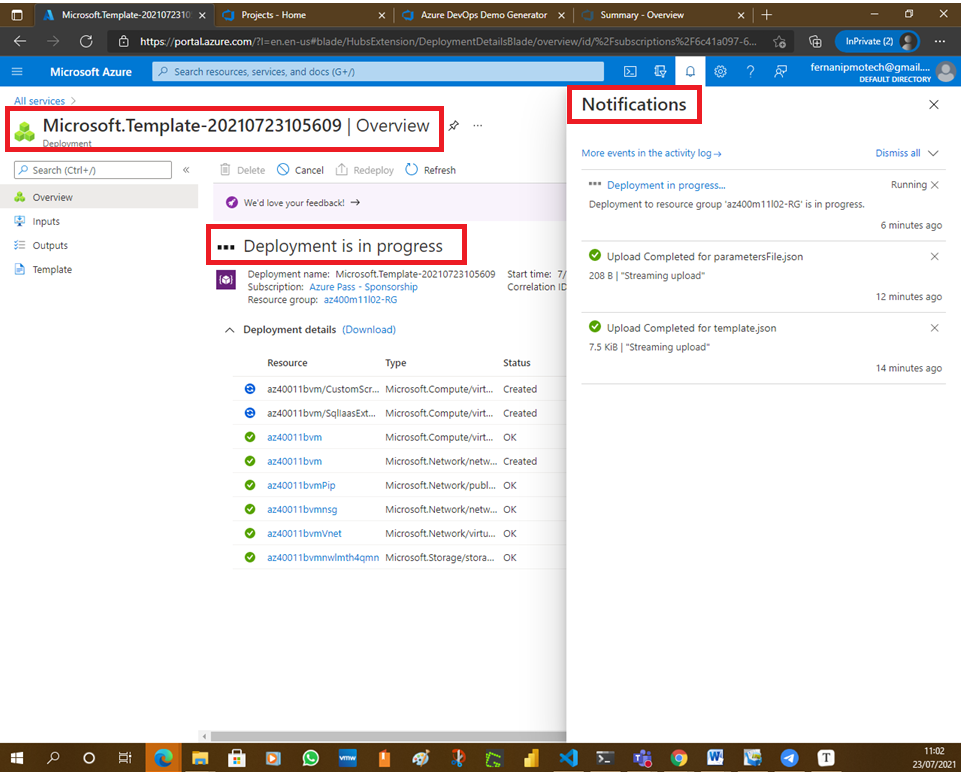 Microsoft.Template-20210723105
Projects - Home
Azure DevOps Demo Generator
Summary - Overview
https://portal.azure.com/?l=en.en-us#blade/HubsExtension/DeploymentDetailsBlade/overview/id/%2Fsubscriptions%2F6c41a097-6...
InPrivate (2)
Microsoft Azure
Search resources, services, and docs (G+/)
fernanipmotech@gmail....
DEFAULT DIRECTORY
All services >
Microsoft.Template-20210723105609 | Overview
Deployment
Search (Ctrl+/)
Overview
Inputs
Outputs
Template
Delete
Cancel
Redeploy
Refresh
We'd love your feedback! →
Deployment is in progress
Deployment name: Microsoft.Template-20210723105609
Subscription: Azure Pass - Sponsorship
Resource group: az400m11l02-RG
Start time: 7/
Correlation ID
Deployment details (Download)
Resource Type Status
az40011bvm/CustomScr... Microsoft.Compute/virt... Created
az40011bvm/SqlIaasExt... Microsoft.Compute/virt... Created
az40011bvm Microsoft.Compute/virt... OK
az40011bvm Microsoft.Network/netw... Created
az40011bvmPip Microsoft.Network/publ... OK
az40011bvmnsg Microsoft.Network/netw... OK
az40011bvmVnet Microsoft.Network/virtu... OK
az40011bvmnwlmth4qmn Microsoft.Storage/stora... OK
Notifications
More events in the activity log →
Dismiss all
Deployment in progress...
Running
Deployment to resource group 'az400m11l02-RG' is in progress.
6 minutes ago
Upload Completed for parametersFile.json
208 B | "Streaming upload"
12 minutes ago
Upload Completed for template.json
7.5 KiB | "Streaming upload"
14 minutes ago
vmw
11:02
23/07/2021